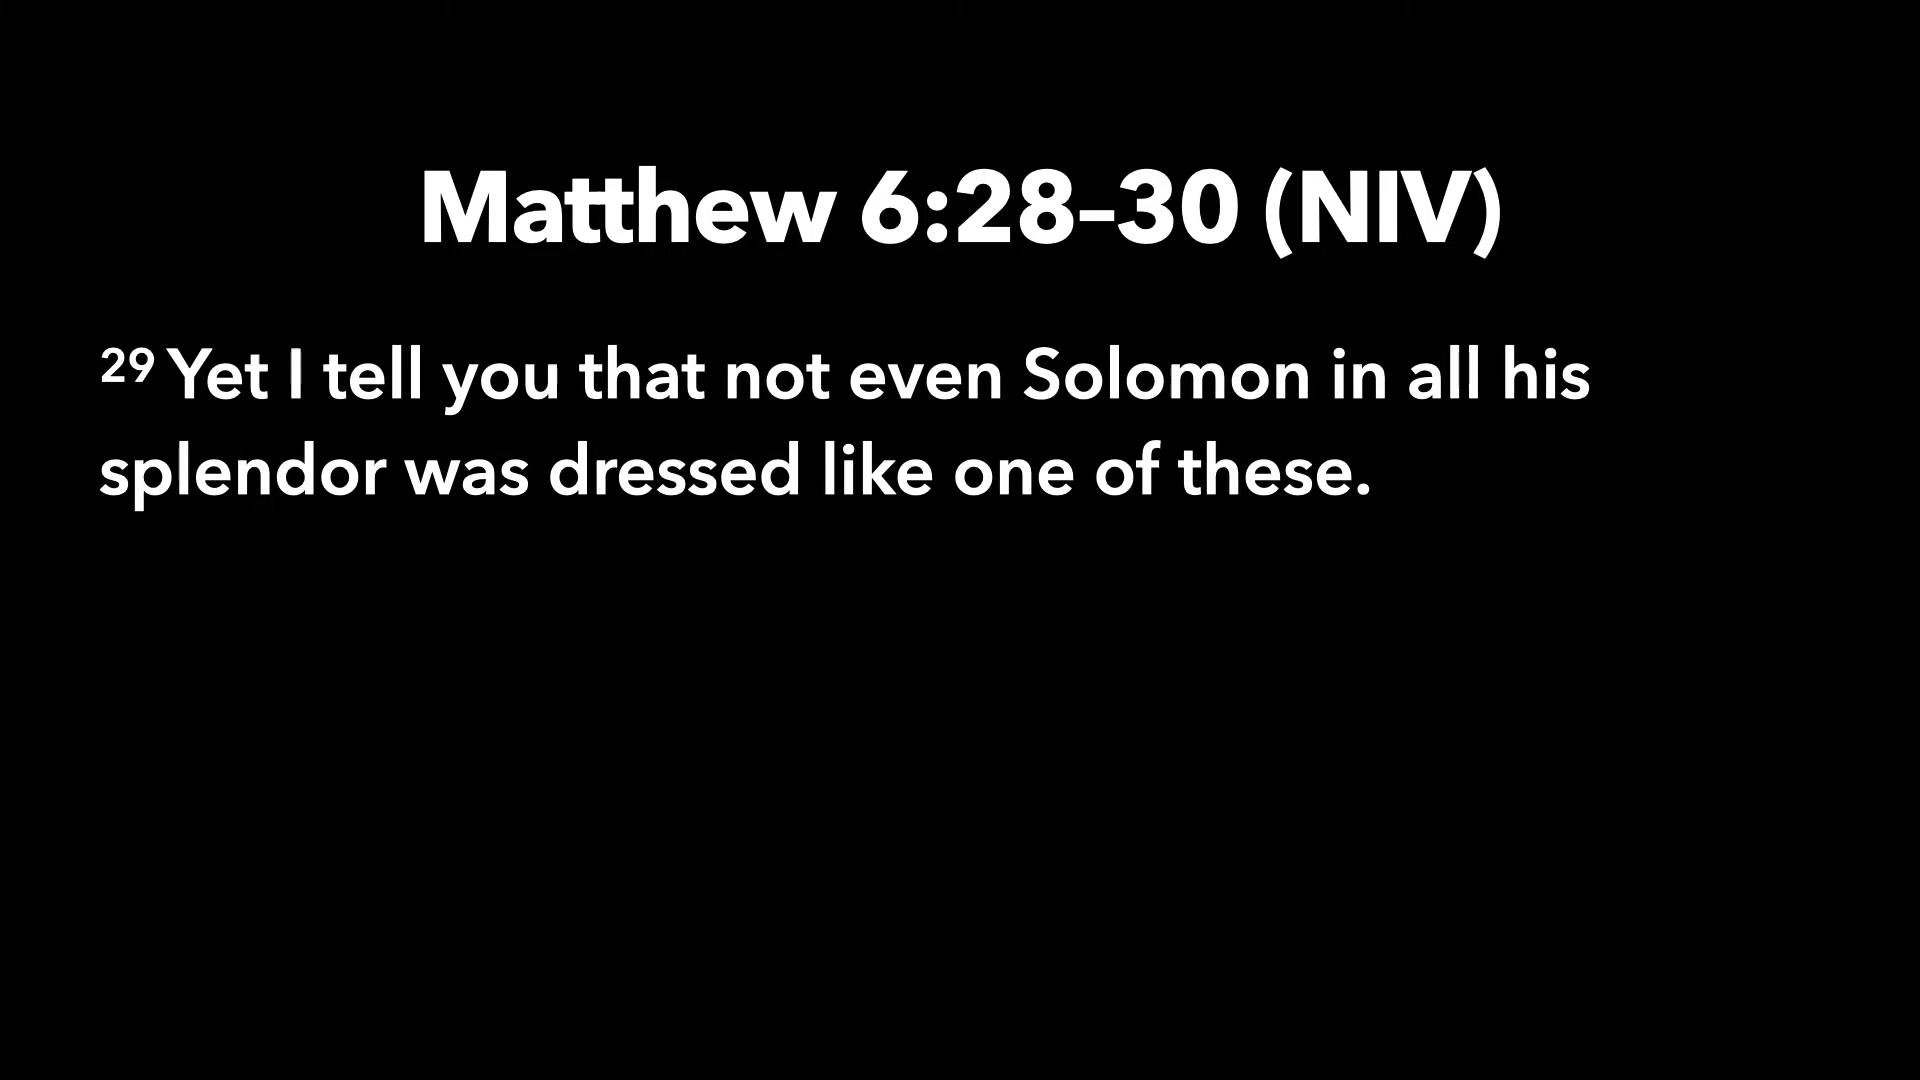 Matthew 6:28–30 (NIV)
²⁹ Yet I tell you that not even Solomon in all his
splendor was dressed like one of these.